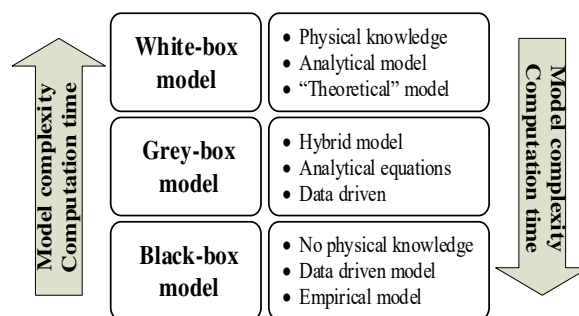 Model complexity
Computation time
White-box
model
• Physical knowledge
• Analytical model
• “Theoretical” model
Grey-box
model
• Hybrid model
• Analytical equations
• Data driven
Black-box
model
• No physical knowledge
• Data driven model
• Empirical model
Model complexity
Computation time